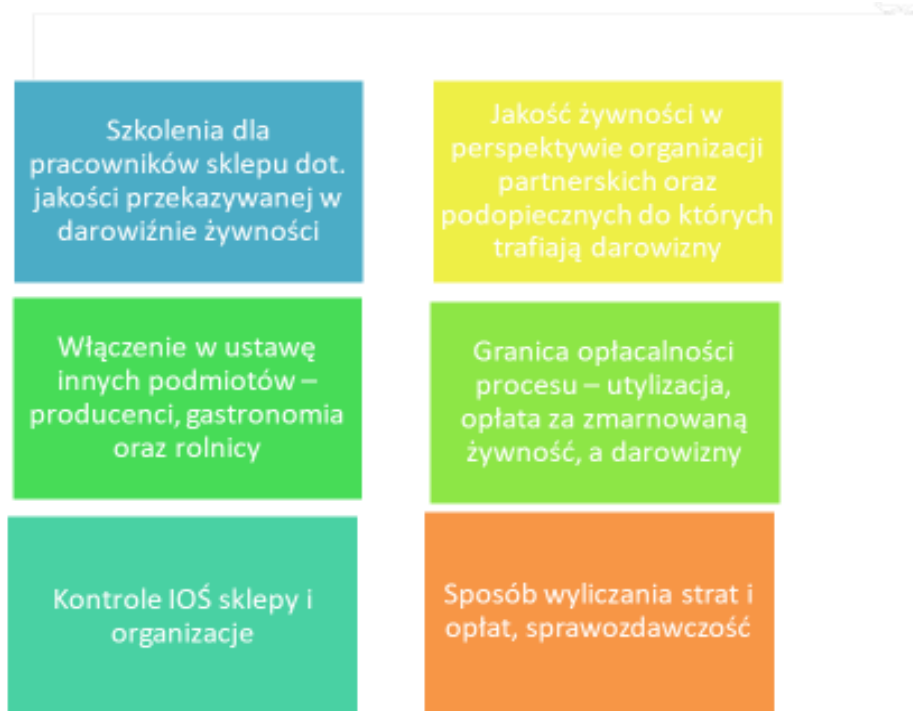 Szkolenia dla
pracowników sklepu dot.
jakości przekazywanej w
darowiźnie żywności
Jakość żywności w
perspektywie organizacji
partnerskich oraz
podopiecznych do których
trafiają darowizny
Włączenie w ustawę
innych podmiotów –
producenci, gastronomia
oraz rolnicy
Granica opłacalności
procesu – utylizacja,
opłata za zmarnowaną
żywność, a darowizny
Kontrole IOŚ sklepy i
organizacje
Sposób wyliczania strat i
opłat, sprawozdawczość